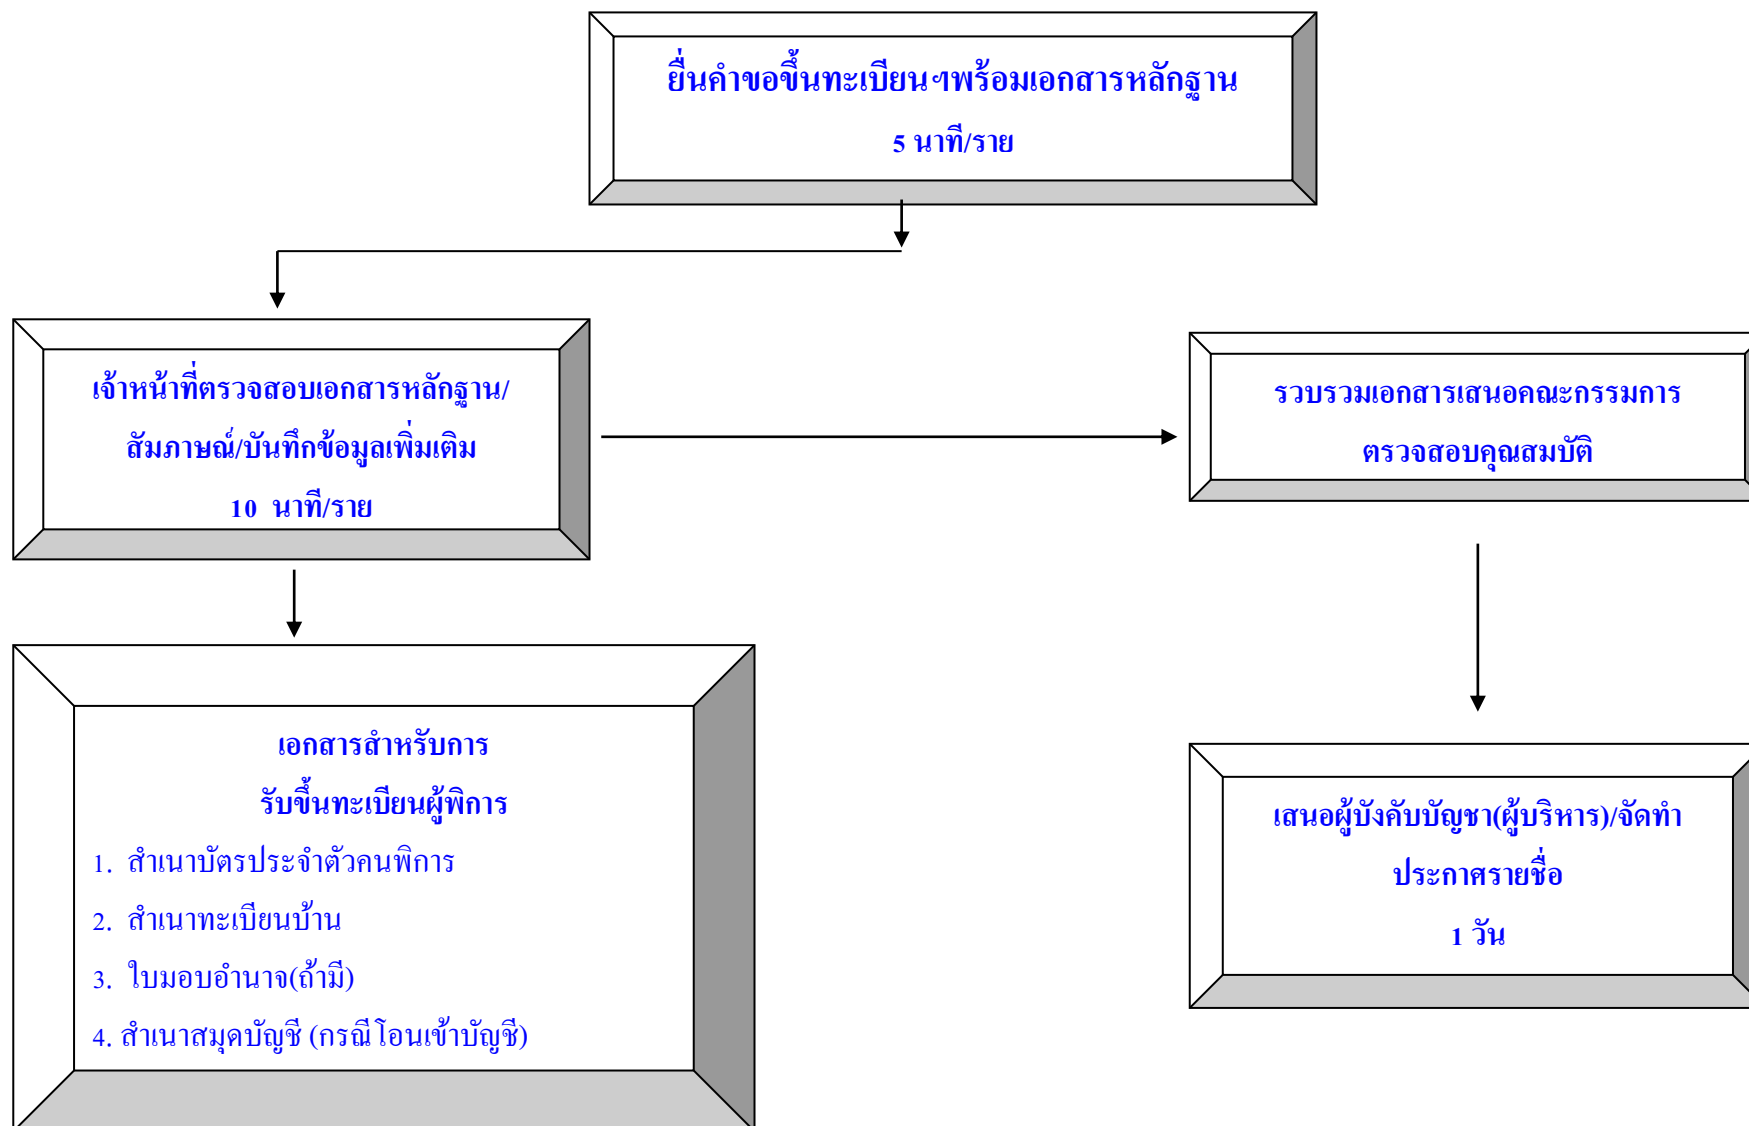 ยื่นคำขอขึ้นทะเบียนฯพร้อมเอกสารหลักฐาน
5 นาที/ราย
เจ้าหน้าที่ตรวจสอบเอกสารหลักฐาน/
สัมภาษณ์/บันทึกข้อมูลเพิ่มเติม
10 นาที/ราย
รวบรวมเอกสารเสนอคณะกรรมการ
ตรวจสอบคุณสมบัติ
เอกสารสำหรับการ
รับขึ้นทะเบียนผู้พิการ
1. สำเนาบัตรประจำตัวคนพิการ
2. สำเนาทะเบียนบ้าน
3. ใบมอบอำนาจ(ถ้ามี)
4. สำเนาสมุดบัญชี (กรณีโอนเข้าบัญชี)
เสนอผู้บังคับบัญชา(ผู้บริหาร)/จัดทำ
ประกาศรายชื่อ
1 วัน